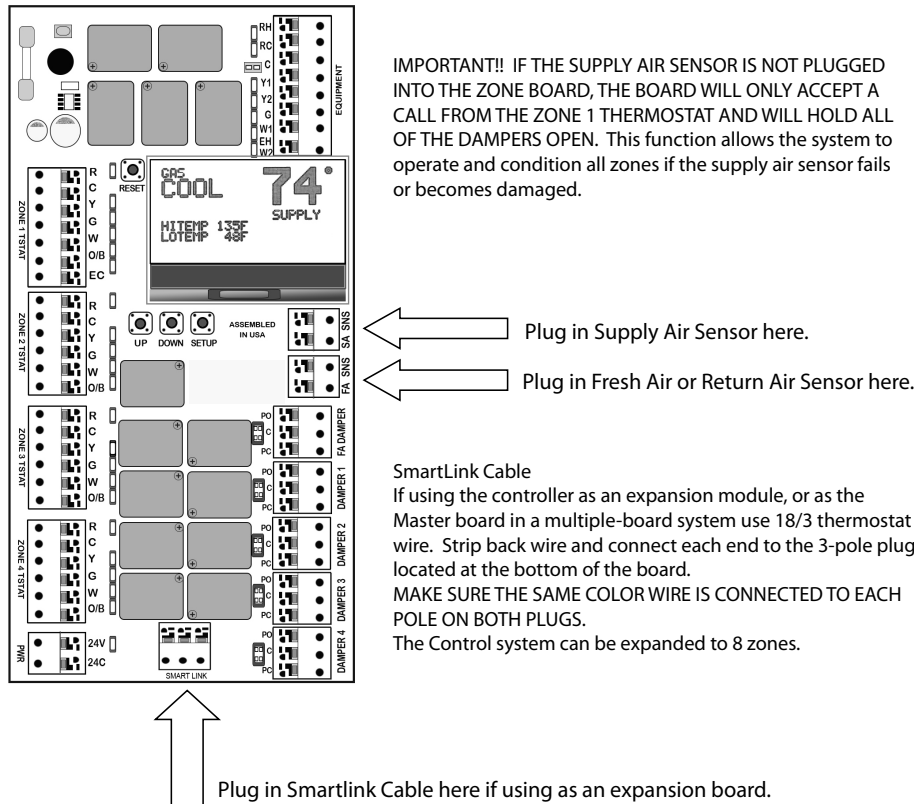 RH
RC
C
Y1
Y2
G
W1
EH
W2
EQUIPMENT
RESET
GAS
COOL
74°
SUPPLY
HITEMP 135F
LOTEMP 48F
ZONE 1 TSTAT
R
C
Y
G
W
O/B
EC
ZONE 2 TSTAT
R
C
Y
G
W
O/B
UP DOWN SETUP
ASSEMBLED
IN USA
SA SNS
FA SNS
ZONE 3 TSTAT
R
C
Y
G
W
O/B
ZONE 4 TSTAT
R
C
Y
G
W
O/B
PWR
24V
24C
PO
C
PC
FA DAMPER
PO
C
PC
DAMPER 1
PO
C
PC
DAMPER 2
PO
C
PC
DAMPER 3
PO
C
PC
DAMPER 4
SMART LINK
IMPORTANT!! IF THE SUPPLY AIR SENSOR IS NOT PLUGGED
INTO THE ZONE BOARD, THE BOARD WILL ONLY ACCEPT A
CALL FROM THE ZONE 1 THERMOSTAT AND WILL HOLD ALL
OF THE DAMPERS OPEN. This function allows the system to
operate and condition all zones if the supply air sensor fails
or becomes damaged.
Plug in Supply Air Sensor here.
Plug in Fresh Air or Return Air Sensor here.
SmartLink Cable
If using the controller as an expansion module, or as the
Master board in a multiple-board system use 18/3 thermostat
wire. Strip back wire and connect each end to the 3-pole plug
located at the bottom of the board.
MAKE SURE THE SAME COLOR WIRE IS CONNECTED TO EACH
POLE ON BOTH PLUGS.
The Control system can be expanded to 8 zones.
Plug in Smartlink Cable here if using as an expansion board.